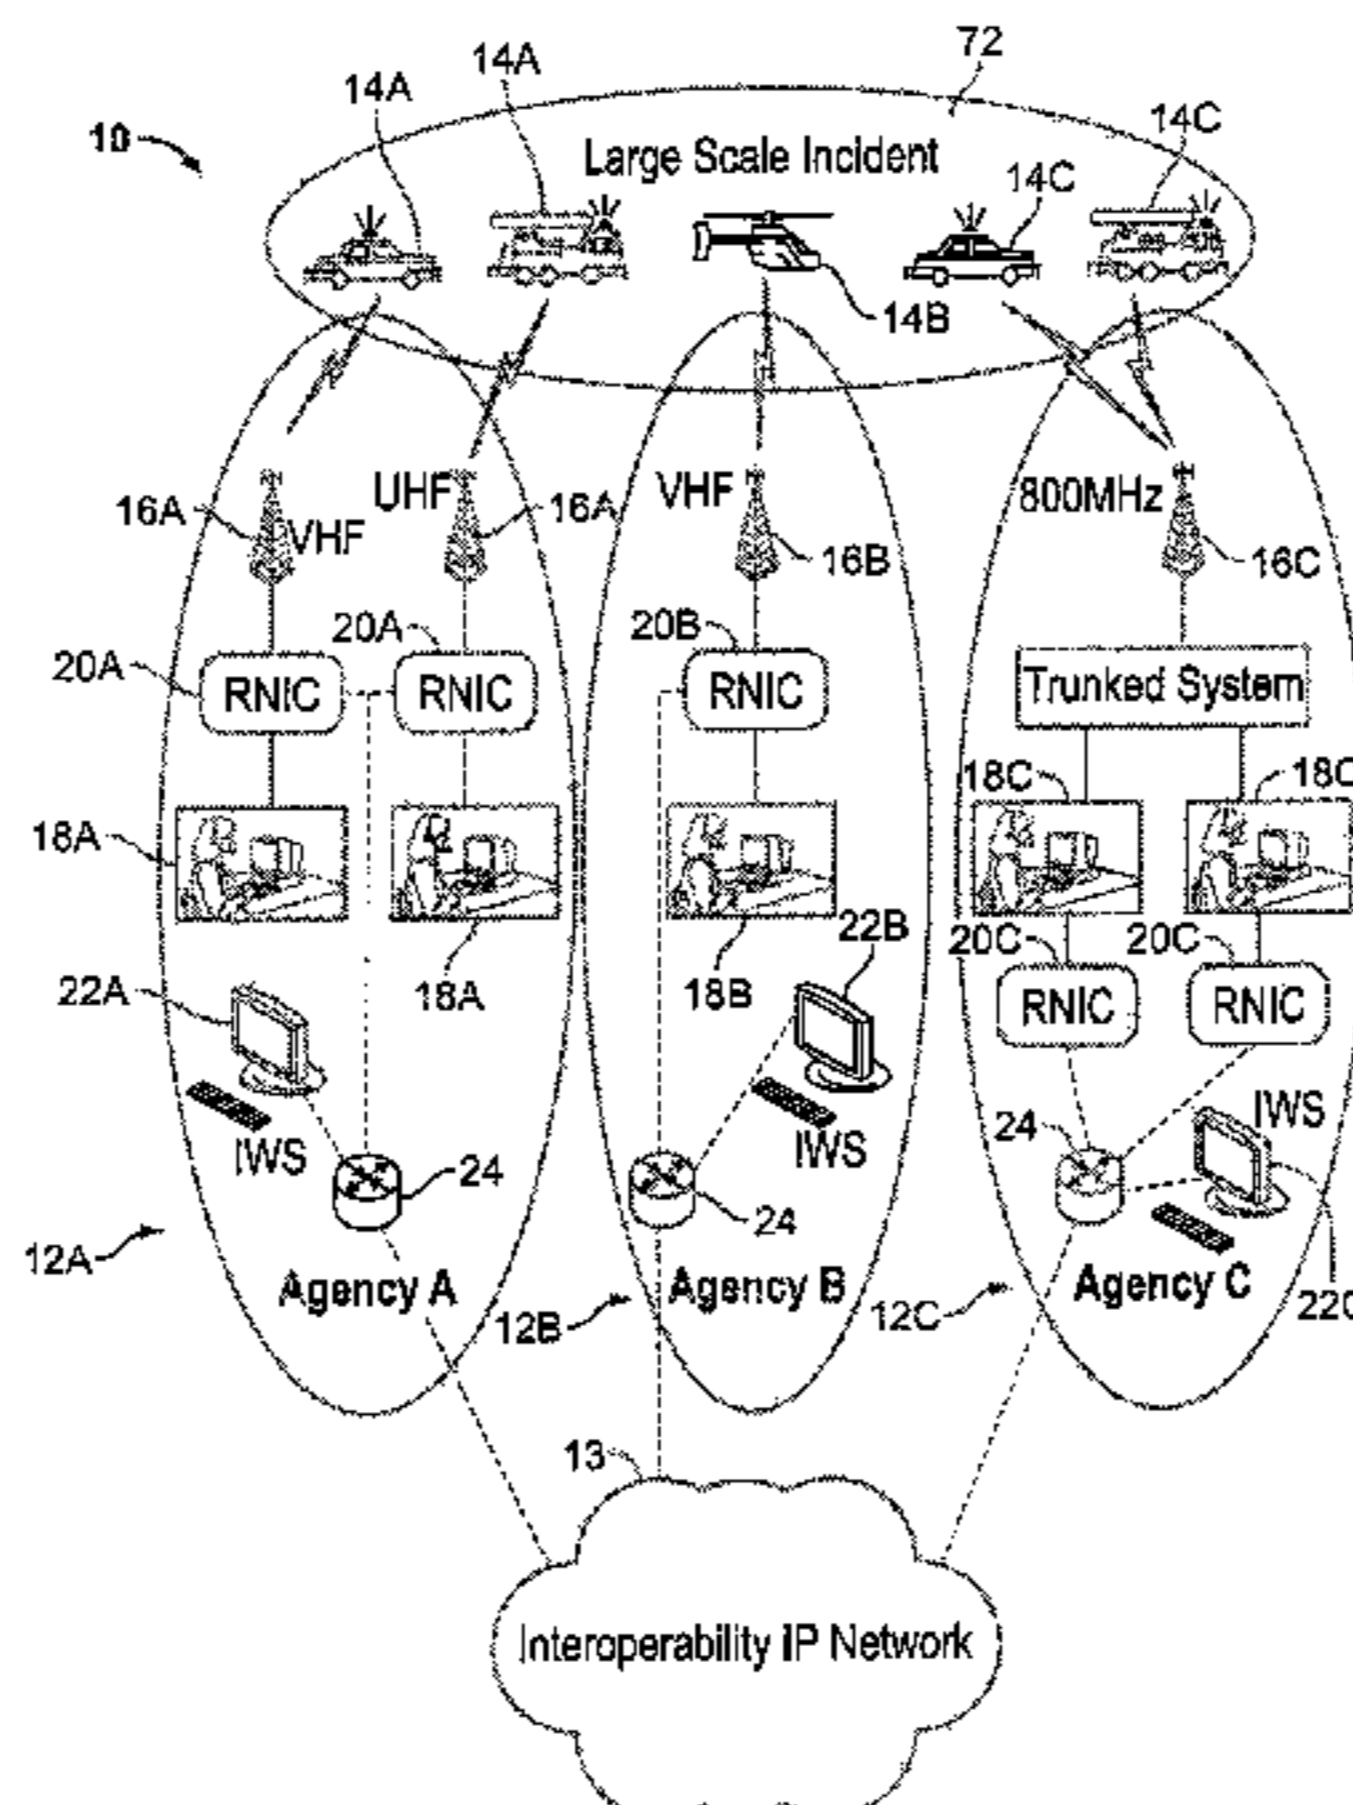 72
14A
14A
14C
10
Large Scale Incident
14C
14B
16A
VHF
UHF
16A
VHF
16B
800MHz
16C
20A
20A
20B
RNIC
RNIC
RNIC
Trunked System
18C
18C
18A
22B
20C
20C
22A
18A
18B
RNIC
RNIC
IWS
24
IWS
IWS
24
24
12A
Agency A
Agency B
Agency C
12B
12C
13
Interoperability IP Network